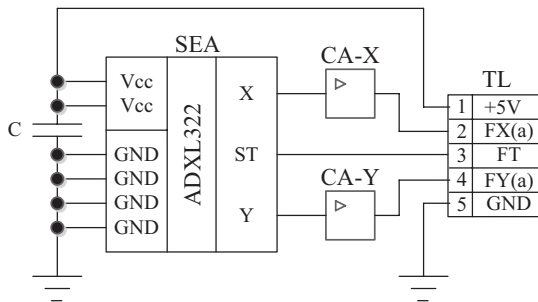 SEA
CA-X
TL
Vcc
Vcc
X
1 +5V
C
ADXL322
2 FX(a)
GND
ST
3 FT
GND
CA-Y
4 FY(a)
GND
Y
5 GND
GND